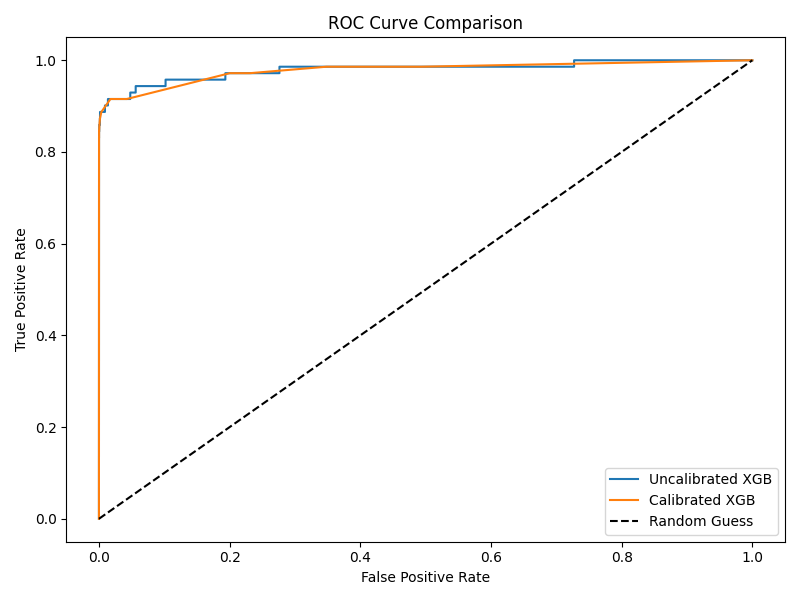 ROC Curve Comparison
True Positive Rate
1.0
0.8
0.6
0.4
0.2
0.0
0.0 0.2 0.4 0.6 0.8 1.0
False Positive Rate
Uncalibrated XGB
Calibrated XGB
Random Guess